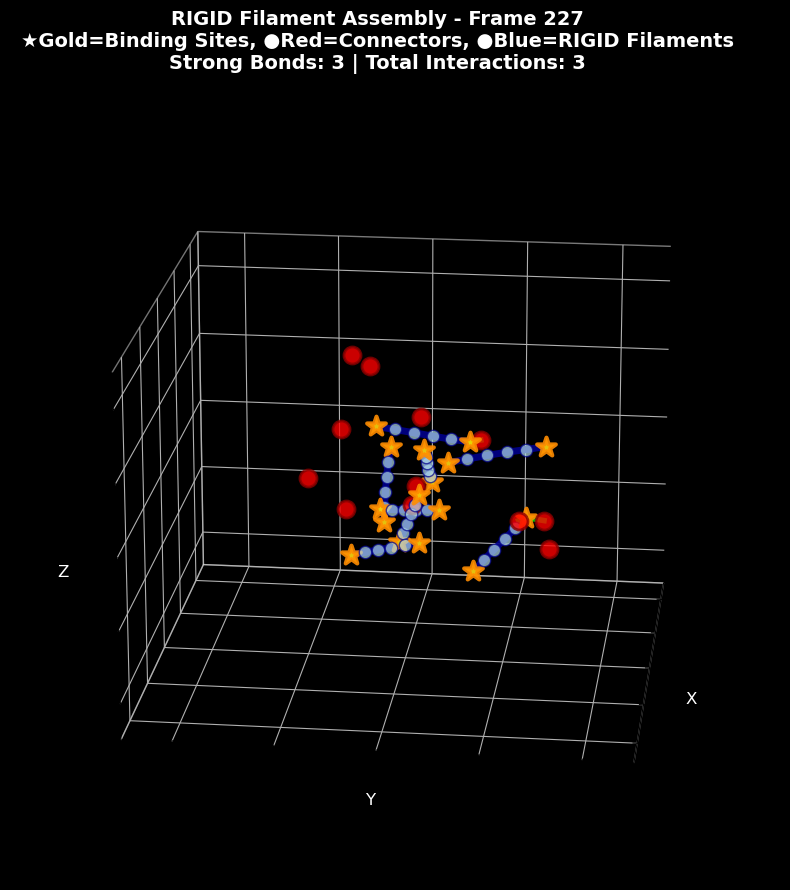 RIGID Filament Assembly - Frame 227
★Gold=Binding Sites, ●Red=Connectors, ●Blue=RIGID Filaments
Strong Bonds: 3 | Total Interactions: 3
Z
X
Y